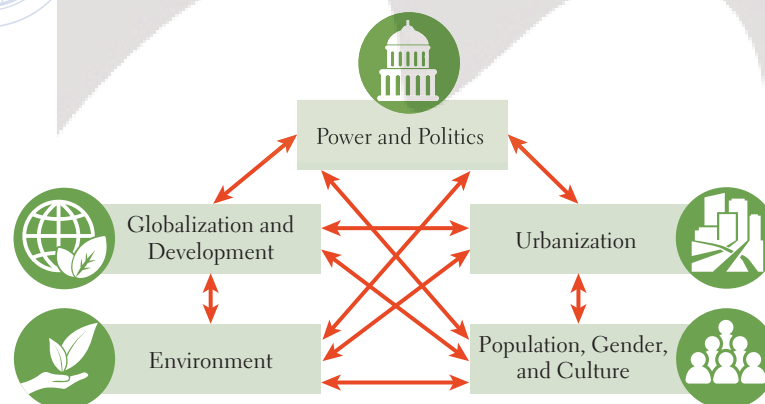 Power and Politics
Globalization and
Development
Urbanization
Environment
Population, Gender,
and Culture